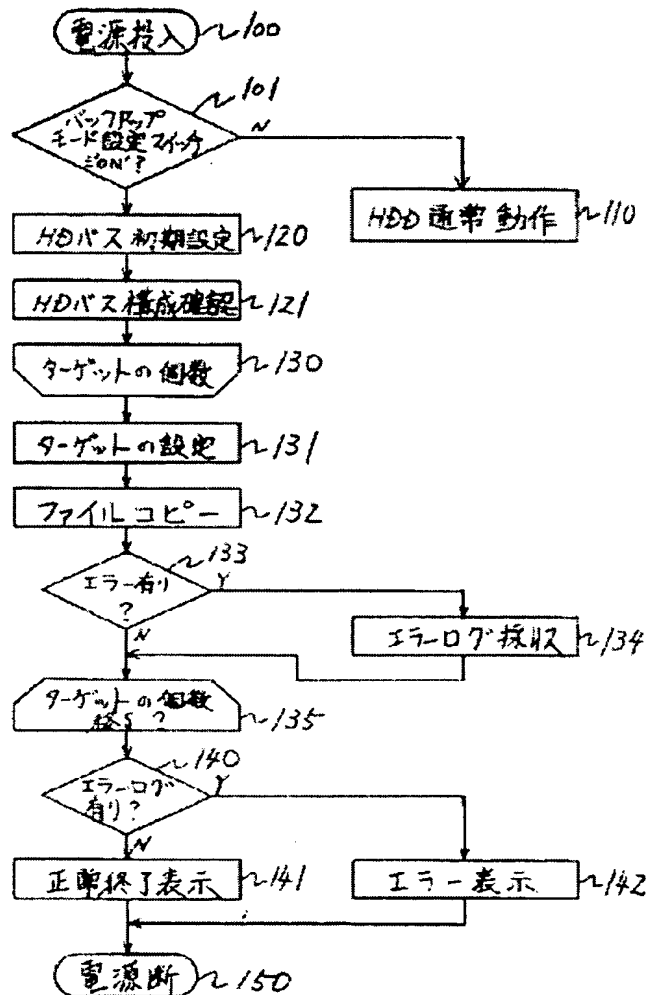 電源投入 100
101
バックアップ
モード設定スイッチ
"ON"?
N
HDD通常動作 110
HDバス初期設定 120
HDバス構成確認 121
ターゲットの個数 130
ターゲットの設定 131
ファイルコピー 132
133
エラー有り
?
Y
N
エラーログ採取 134
ターゲットの個数
終了? 135
140
エラーログ
有り?
Y
N
正常終了表示 141
エラー表示 142
電源断 150